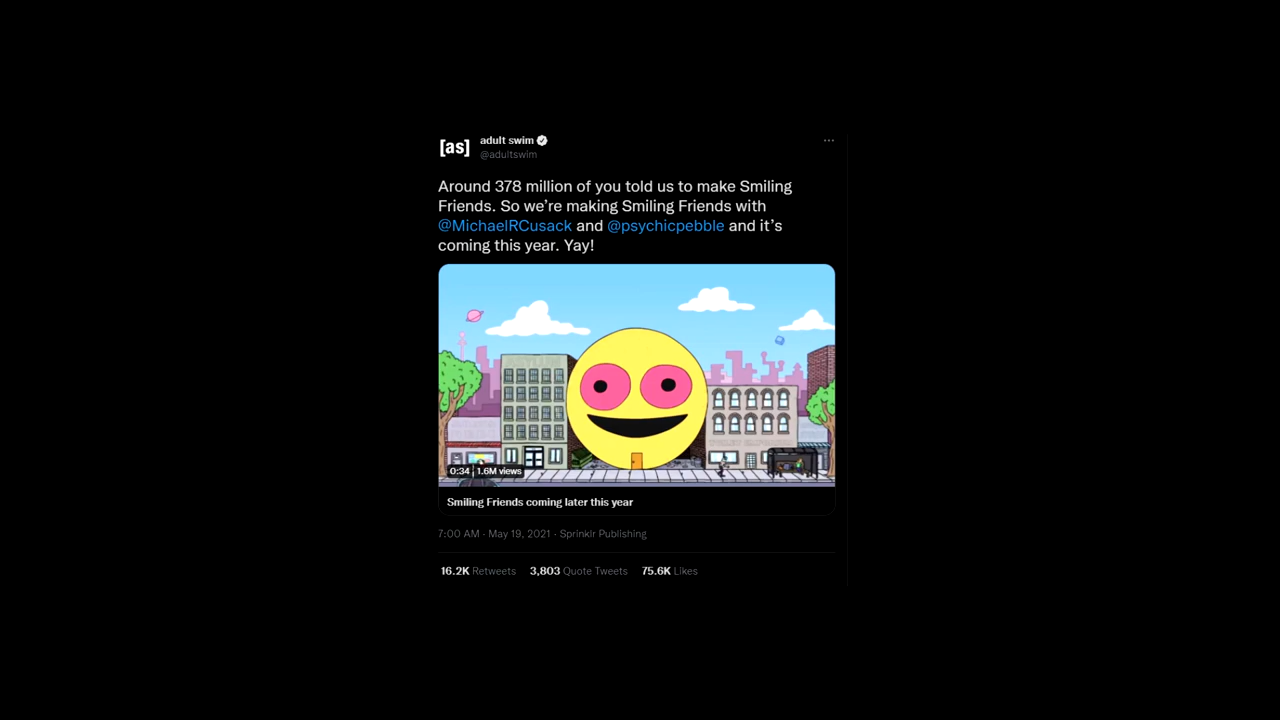 [as]
adult swim
@adultswim
Around 378 million of you told us to make Smiling
Friends. So we're making Smiling Friends with
@MichaelRCusack and @psychicpebble and it's
coming this year. Yay!
0:34 | 1.6M views
Smiling Friends coming later this year
7:00 AM · May 19, 2021 · Sprinklr Publishing
16.2K Retweets 3,803 Quote Tweets 75.6K Likes